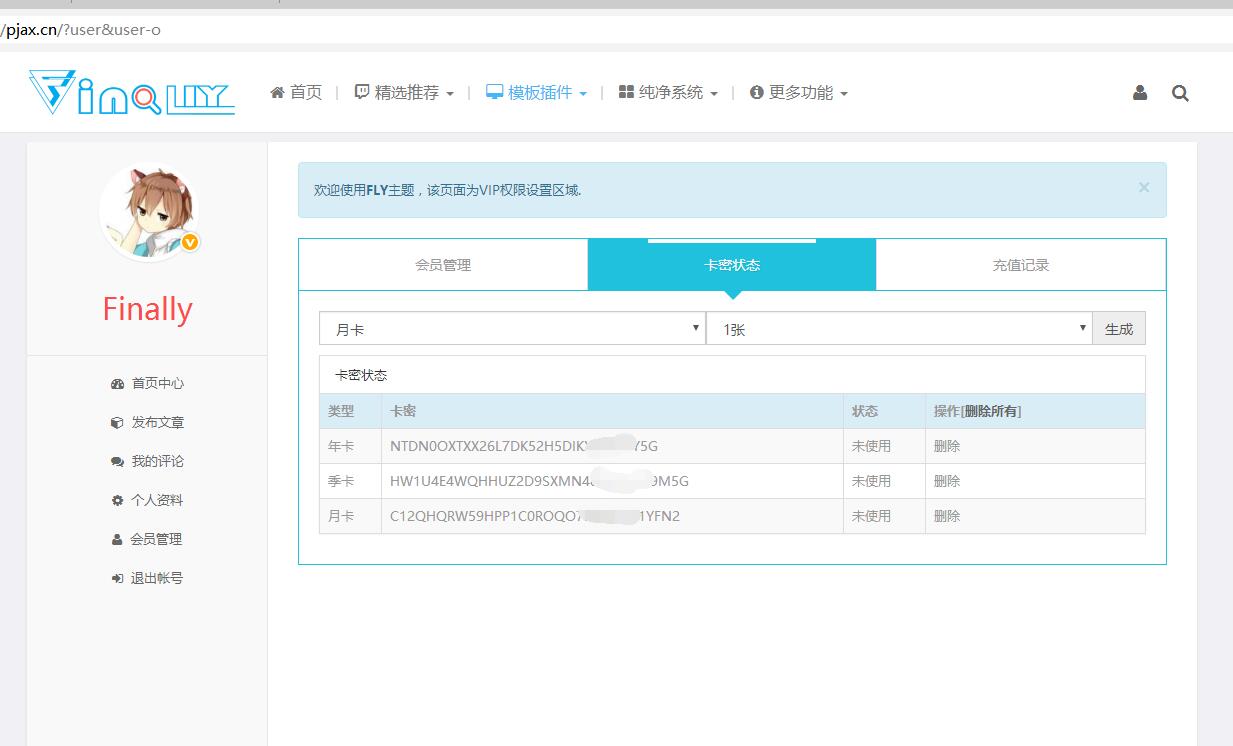 /pjax.cn/?user&user-o
FinQUY
首页 | 精选推荐 | 模板插件 | 纯净系统 | 更多功能
Finally
首页中心
发布文章
我的评论
个人资料
会员管理
退出帐号
欢迎使用FLY主题，该页面为VIP权限设置区域.
×
会员管理 卡密状态 充值记录
月卡 1张 生成
卡密状态
类型 卡密 状态 操作[删除所有]
年卡 NTDN0OXTXX26L7DK52H5DIK Y5G 未使用 删除
季卡 HW1U4E4WQHHUZ2D9SXMN4 9M5G 未使用 删除
月卡 C12QHQRW59HPP1C0ROQO7 1YFN2 未使用 删除